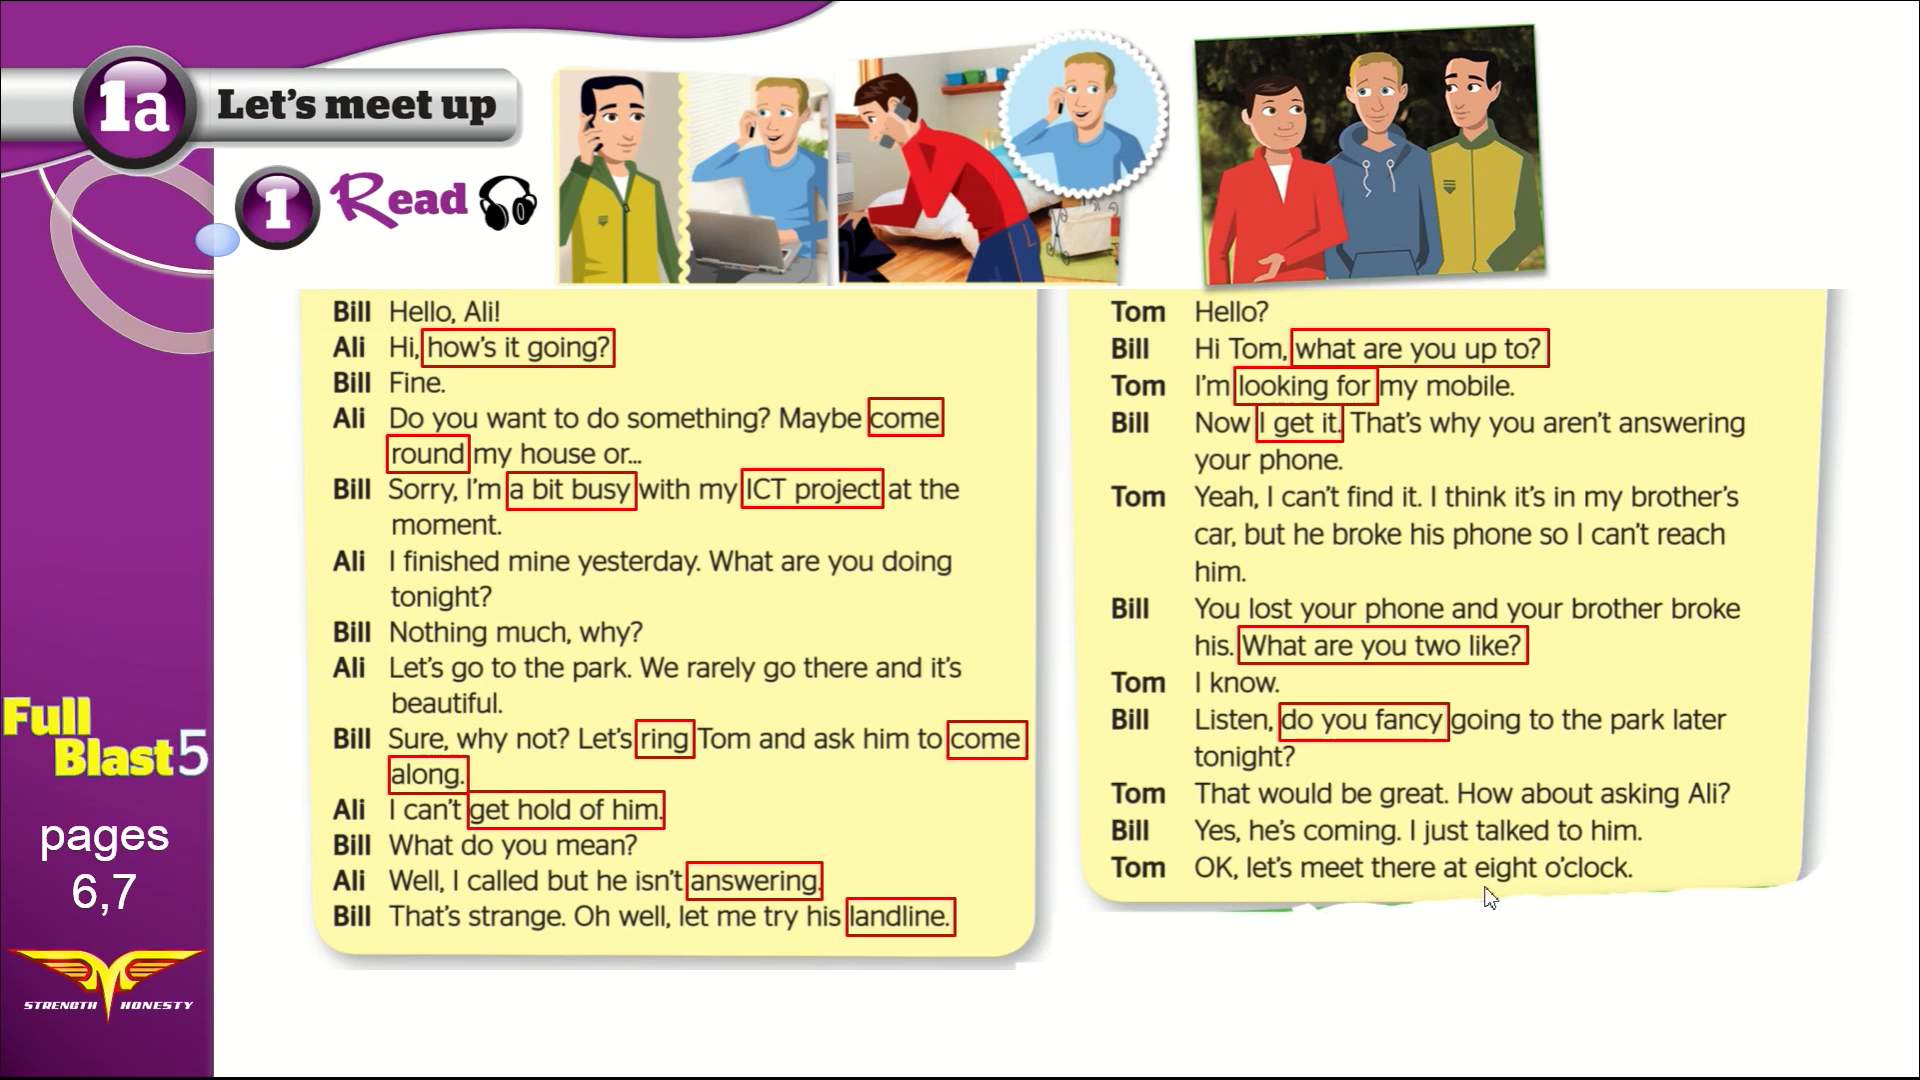 1a Let's meet up
1 Read
Bill Hello, Ali!
Ali Hi, how's it going?
Bill Fine.
Ali Do you want to do something? Maybe come
round my house or...
Bill Sorry, I'm a bit busy with my ICT project at the
moment.
Ali I finished mine yesterday. What are you doing
tonight?
Bill Nothing much, why?
Ali Let's go to the park. We rarely go there and it's
beautiful.
Bill Sure, why not? Let's ring Tom and ask him to come
along.
Ali I can't get hold of him.
Bill What do you mean?
Ali Well, I called but he isn't answering.
Bill That's strange. Oh well, let me try his landline.
Tom Hello?
Bill Hi Tom, what are you up to?
Tom I'm looking for my mobile.
Bill Now I get it. That's why you aren't answering
your phone.
Tom Yeah, I can't find it. I think it's in my brother's
car, but he broke his phone so I can't reach
him.
Bill You lost your phone and your brother broke
his. What are you two like?
Tom I know.
Bill Listen, do you fancy going to the park later
tonight?
Tom That would be great. How about asking Ali?
Bill Yes, he's coming. I just talked to him.
Tom OK, let's meet there at eight o'clock.
Full
Blast 5
pages
6,7
STRENGTH HONESTY